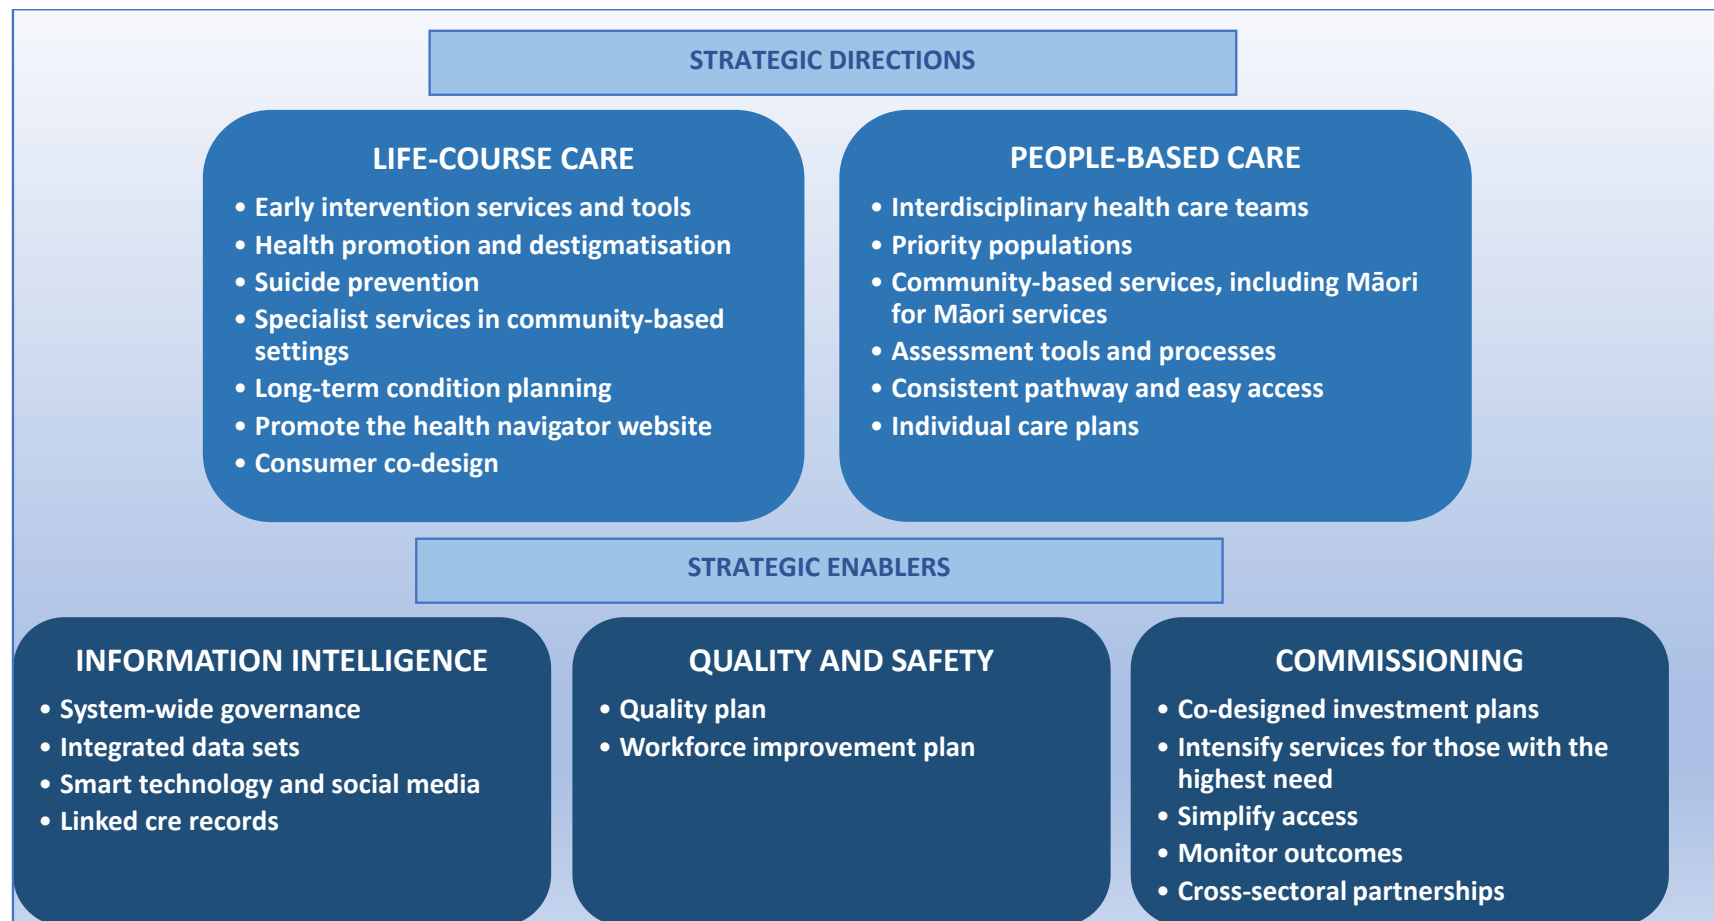 STRATEGIC DIRECTIONS
LIFE-COURSE CARE
• Early intervention services and tools
• Health promotion and destigmatisation
• Suicide prevention
• Specialist services in community-based
settings
• Long-term condition planning
• Promote the health navigator website
• Consumer co-design
PEOPLE-BASED CARE
• Interdisciplinary health care teams
• Priority populations
• Community-based services, including Māori
for Māori services
• Assessment tools and processes
• Consistent pathway and easy access
• Individual care plans
STRATEGIC ENABLERS
INFORMATION INTELLIGENCE
• System-wide governance
• Integrated data sets
• Smart technology and social media
• Linked cre records
QUALITY AND SAFETY
• Quality plan
• Workforce improvement plan
COMMISSIONING
• Co-designed investment plans
• Intensify services for those with the
highest need
• Simplify access
• Monitor outcomes
• Cross-sectoral partnerships